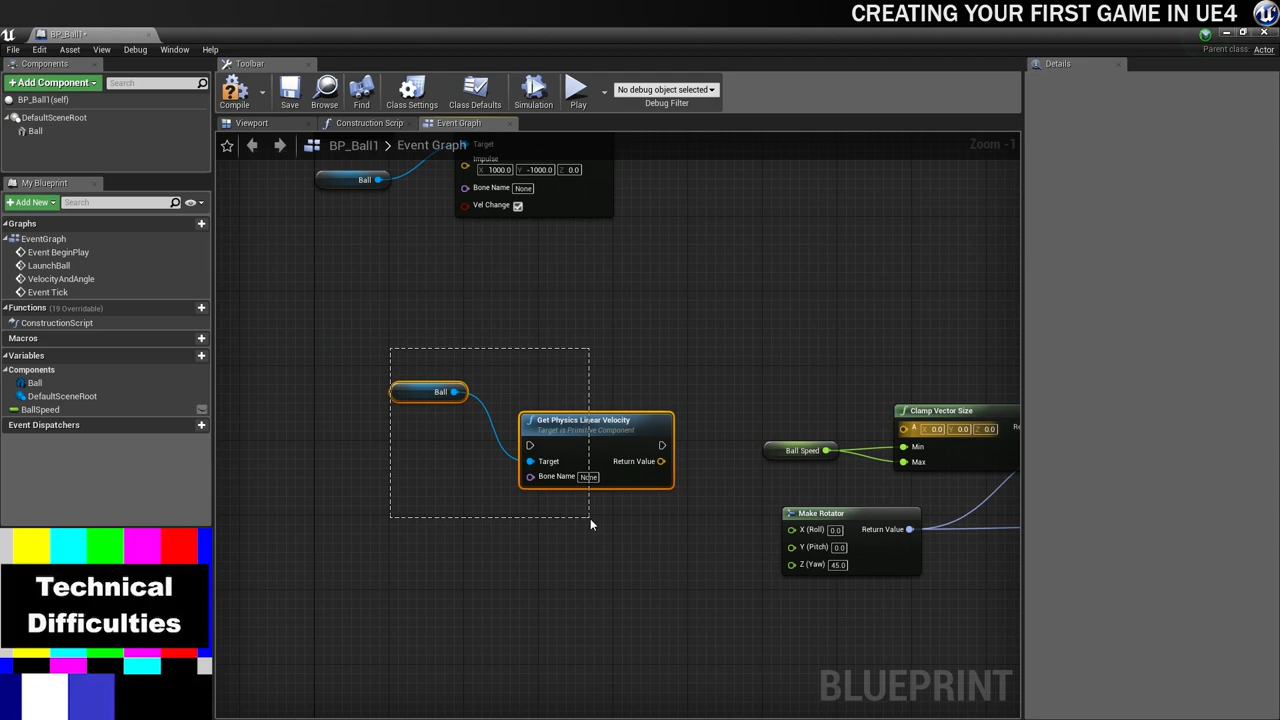 CREATING YOUR FIRST GAME IN UE4
BP_Ball1*
File Edit Asset View Debug Window Help
Parent class: Actor
Components
Toolbar
Details
+Add Component
Search
BP_Ball1(self)
DefaultSceneRoot
Ball
Compile
Save
Browse
Find
Class Settings
Class Defaults
Simulation
Play
No debug object selected
Debug Filter
Viewport
Construction Scrip
Event Graph
BP_Ball1 > Event Graph
Zoom -1
My Blueprint
+Add New
Search
Graphs
EventGraph
Event BeginPlay
LaunchBall
VelocityAndAngle
Event Tick
Functions (19 Overridable)
ConstructionScript
Macros
Variables
Components
Ball
DefaultSceneRoot
BallSpeed
Event Dispatchers
Target
Impulse
X 1000.0 Y -1000.0 Z 0.0
Bone Name None
Vel Change
Ball
Ball
Get Physics Linear Velocity
Target is Primitive Component
Target
Return Value
Bone Name None
Ball Speed
Clamp Vector Size
A X 0.0 Y 0.0 Z 0.0
Re
Min
Max
Make Rotator
X (Roll) 0.0
Return Value
Y (Pitch) 0.0
Z (Yaw) 45.0
Technical
Difficulties
BLUEPRINT